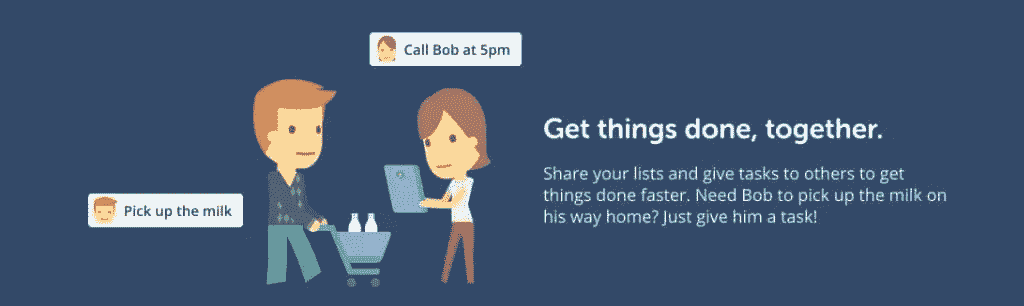 Call Bob at 5pm
Get things done, together.
Share your lists and give tasks to others to get
things done faster. Need Bob to pick up the milk on
his way home? Just give him a task!
Pick up the milk